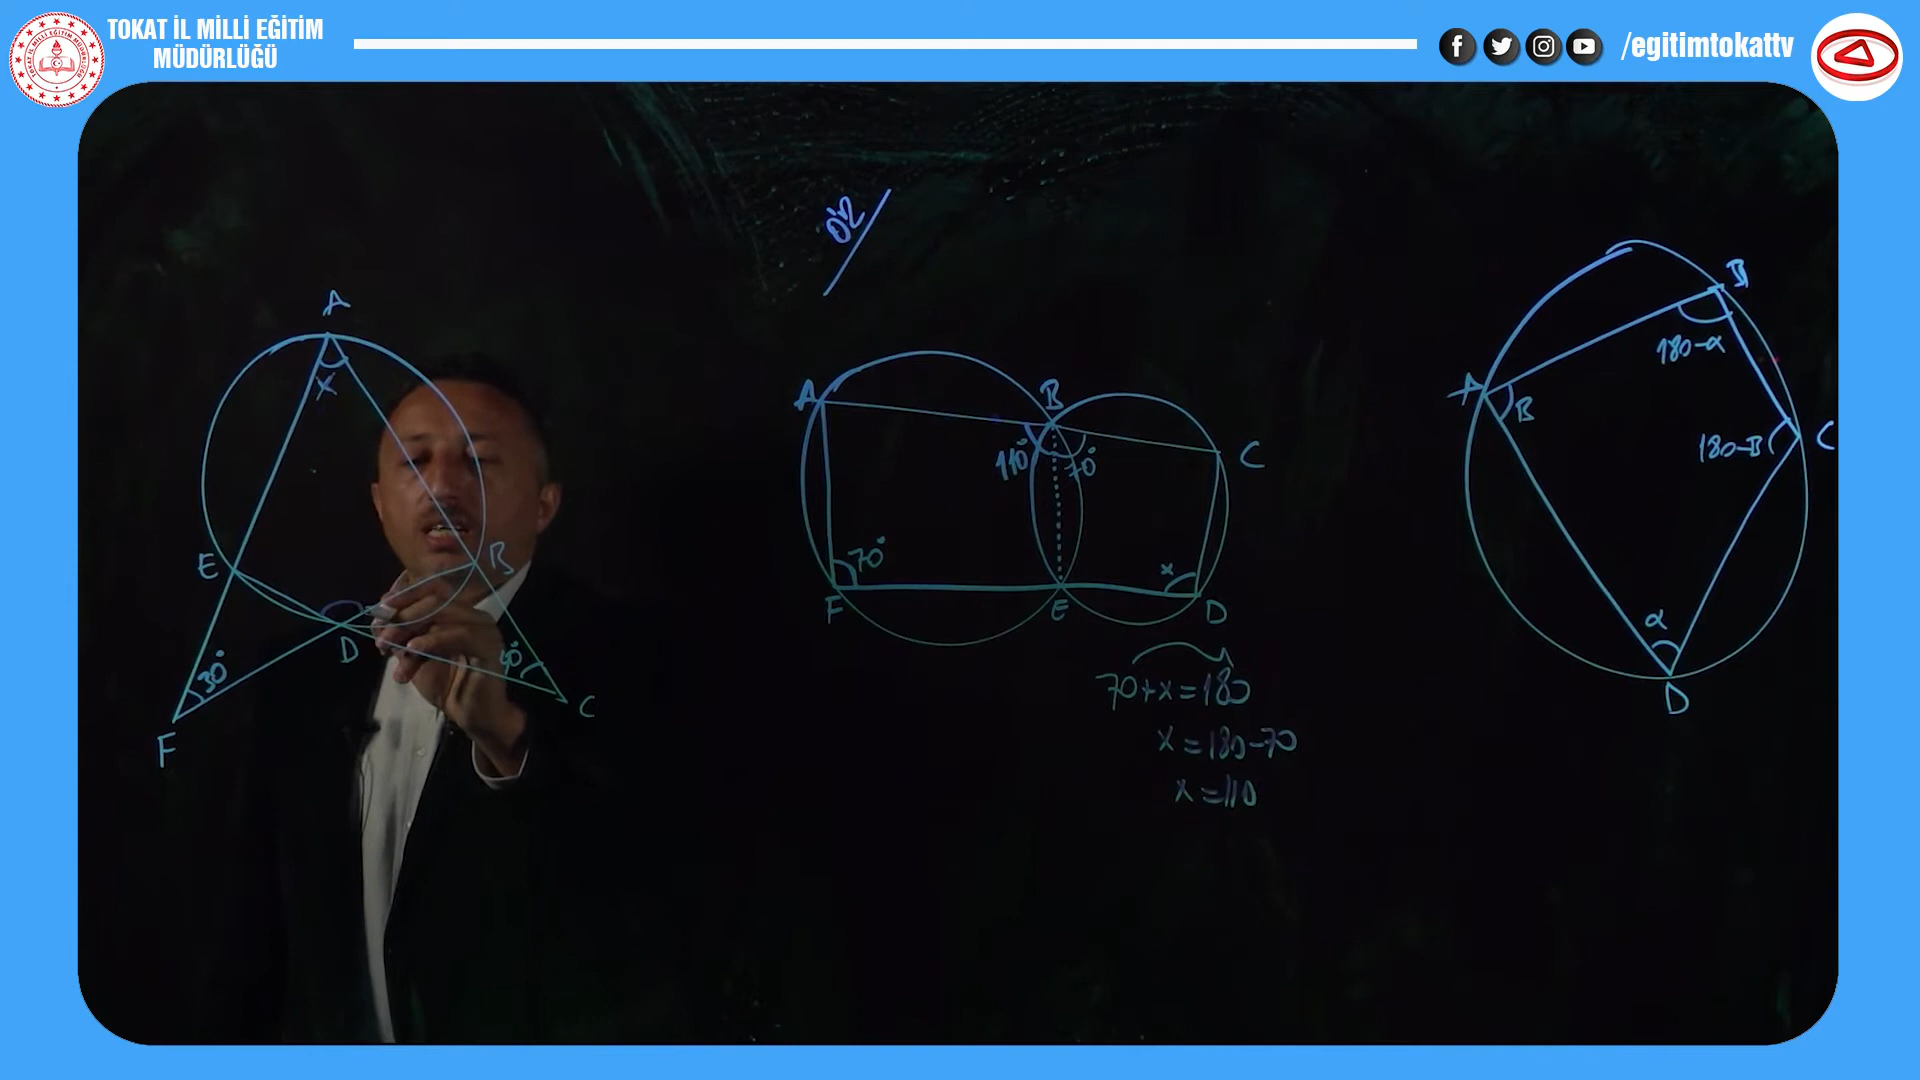 TOKAT İL MİLLİ EĞİTİM
MÜDÜRLÜĞÜ
/egitimtokattv
A
X
E
B
D
30°
40°
C
F
ÖZ
A
B
110°
70°
C
70°
x
F
E
D
70+x=180
x=180-70
x=110
B
180-α
A
B
180-B
C
α
D